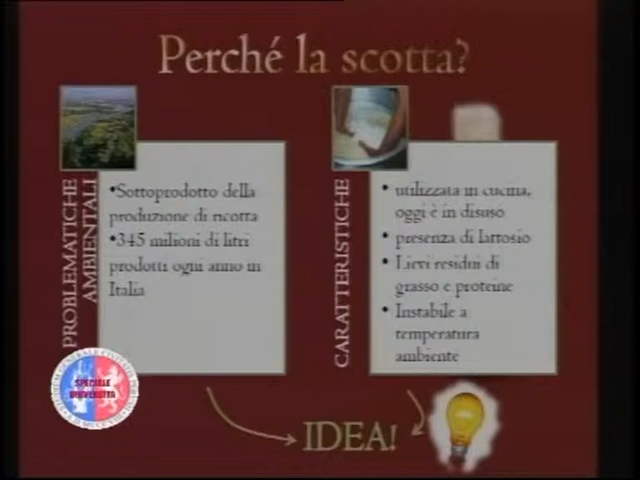 Perché la scotta?
PROBLEMATICHE
AMBIENTALI
•Sottoprodotto della
produzione di ricotta
•345 milioni di litri
prodotti ogni anno in
Italia
CARATTERISTICHE
• utilizzata in cucina,
oggi è in disuso
• presenza di lattosio
• Lievi residui di
grasso e proteine
• Instabile a
temperatura
ambiente
IDEA!
SPECIALE
UNIVERSITA